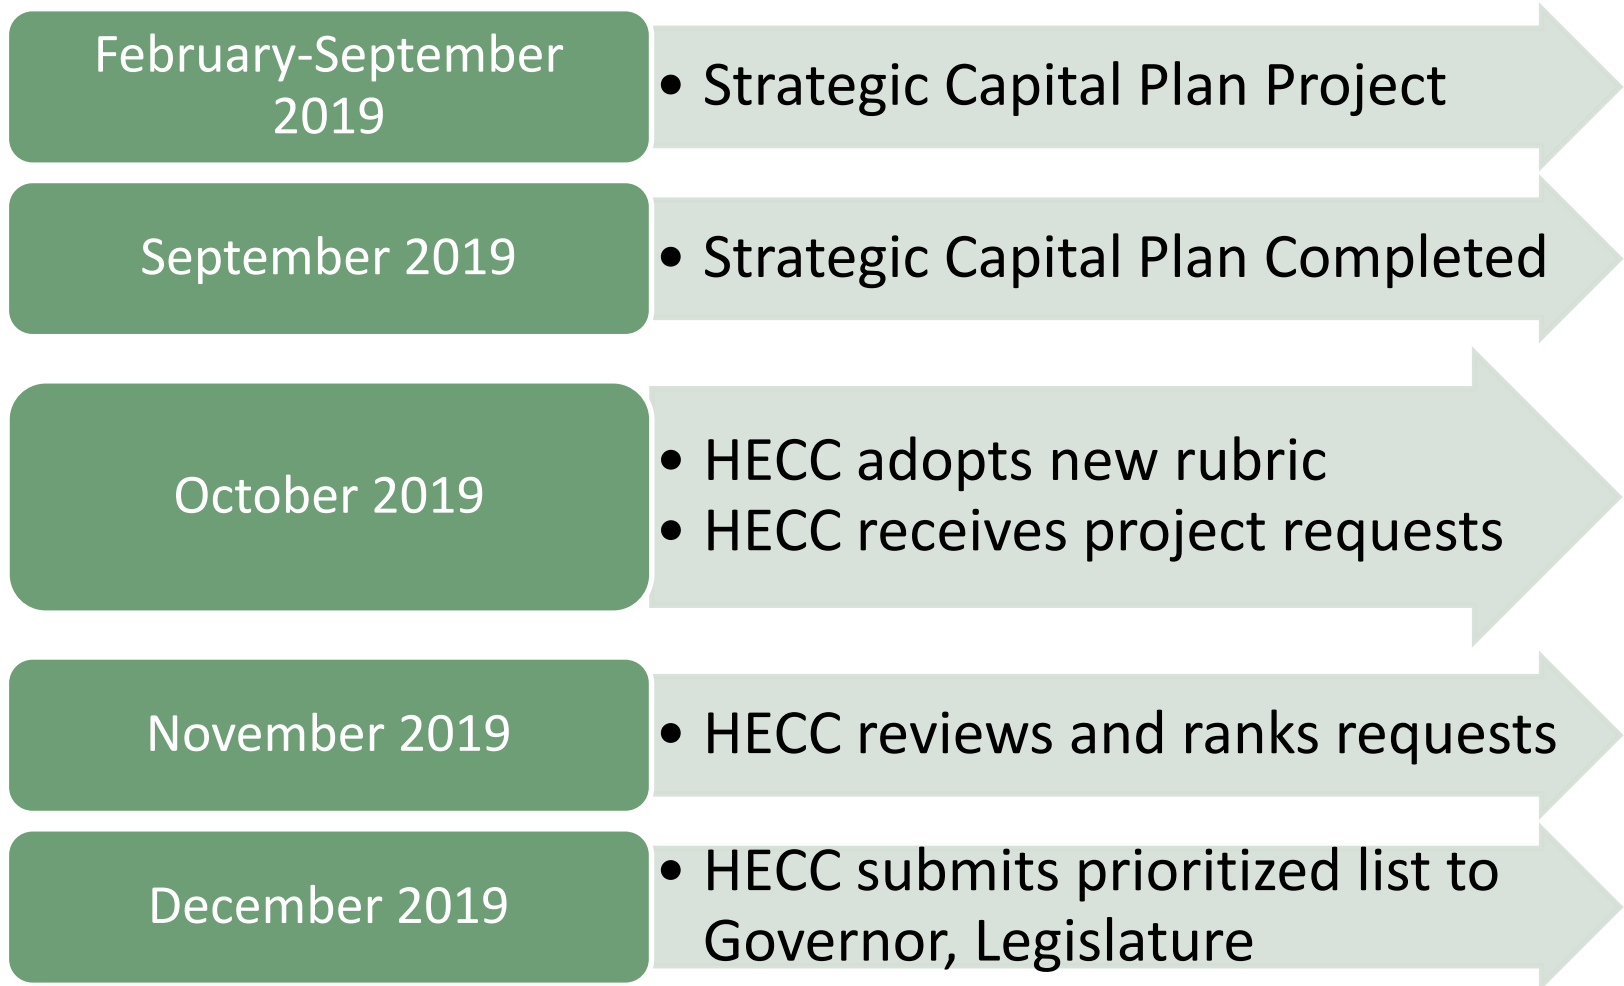 February-September
2019
• Strategic Capital Plan Project
September 2019
• Strategic Capital Plan Completed
October 2019
• HECC adopts new rubric
• HECC receives project requests
November 2019
• HECC reviews and ranks requests
December 2019
• HECC submits prioritized list to
Governor, Legislature